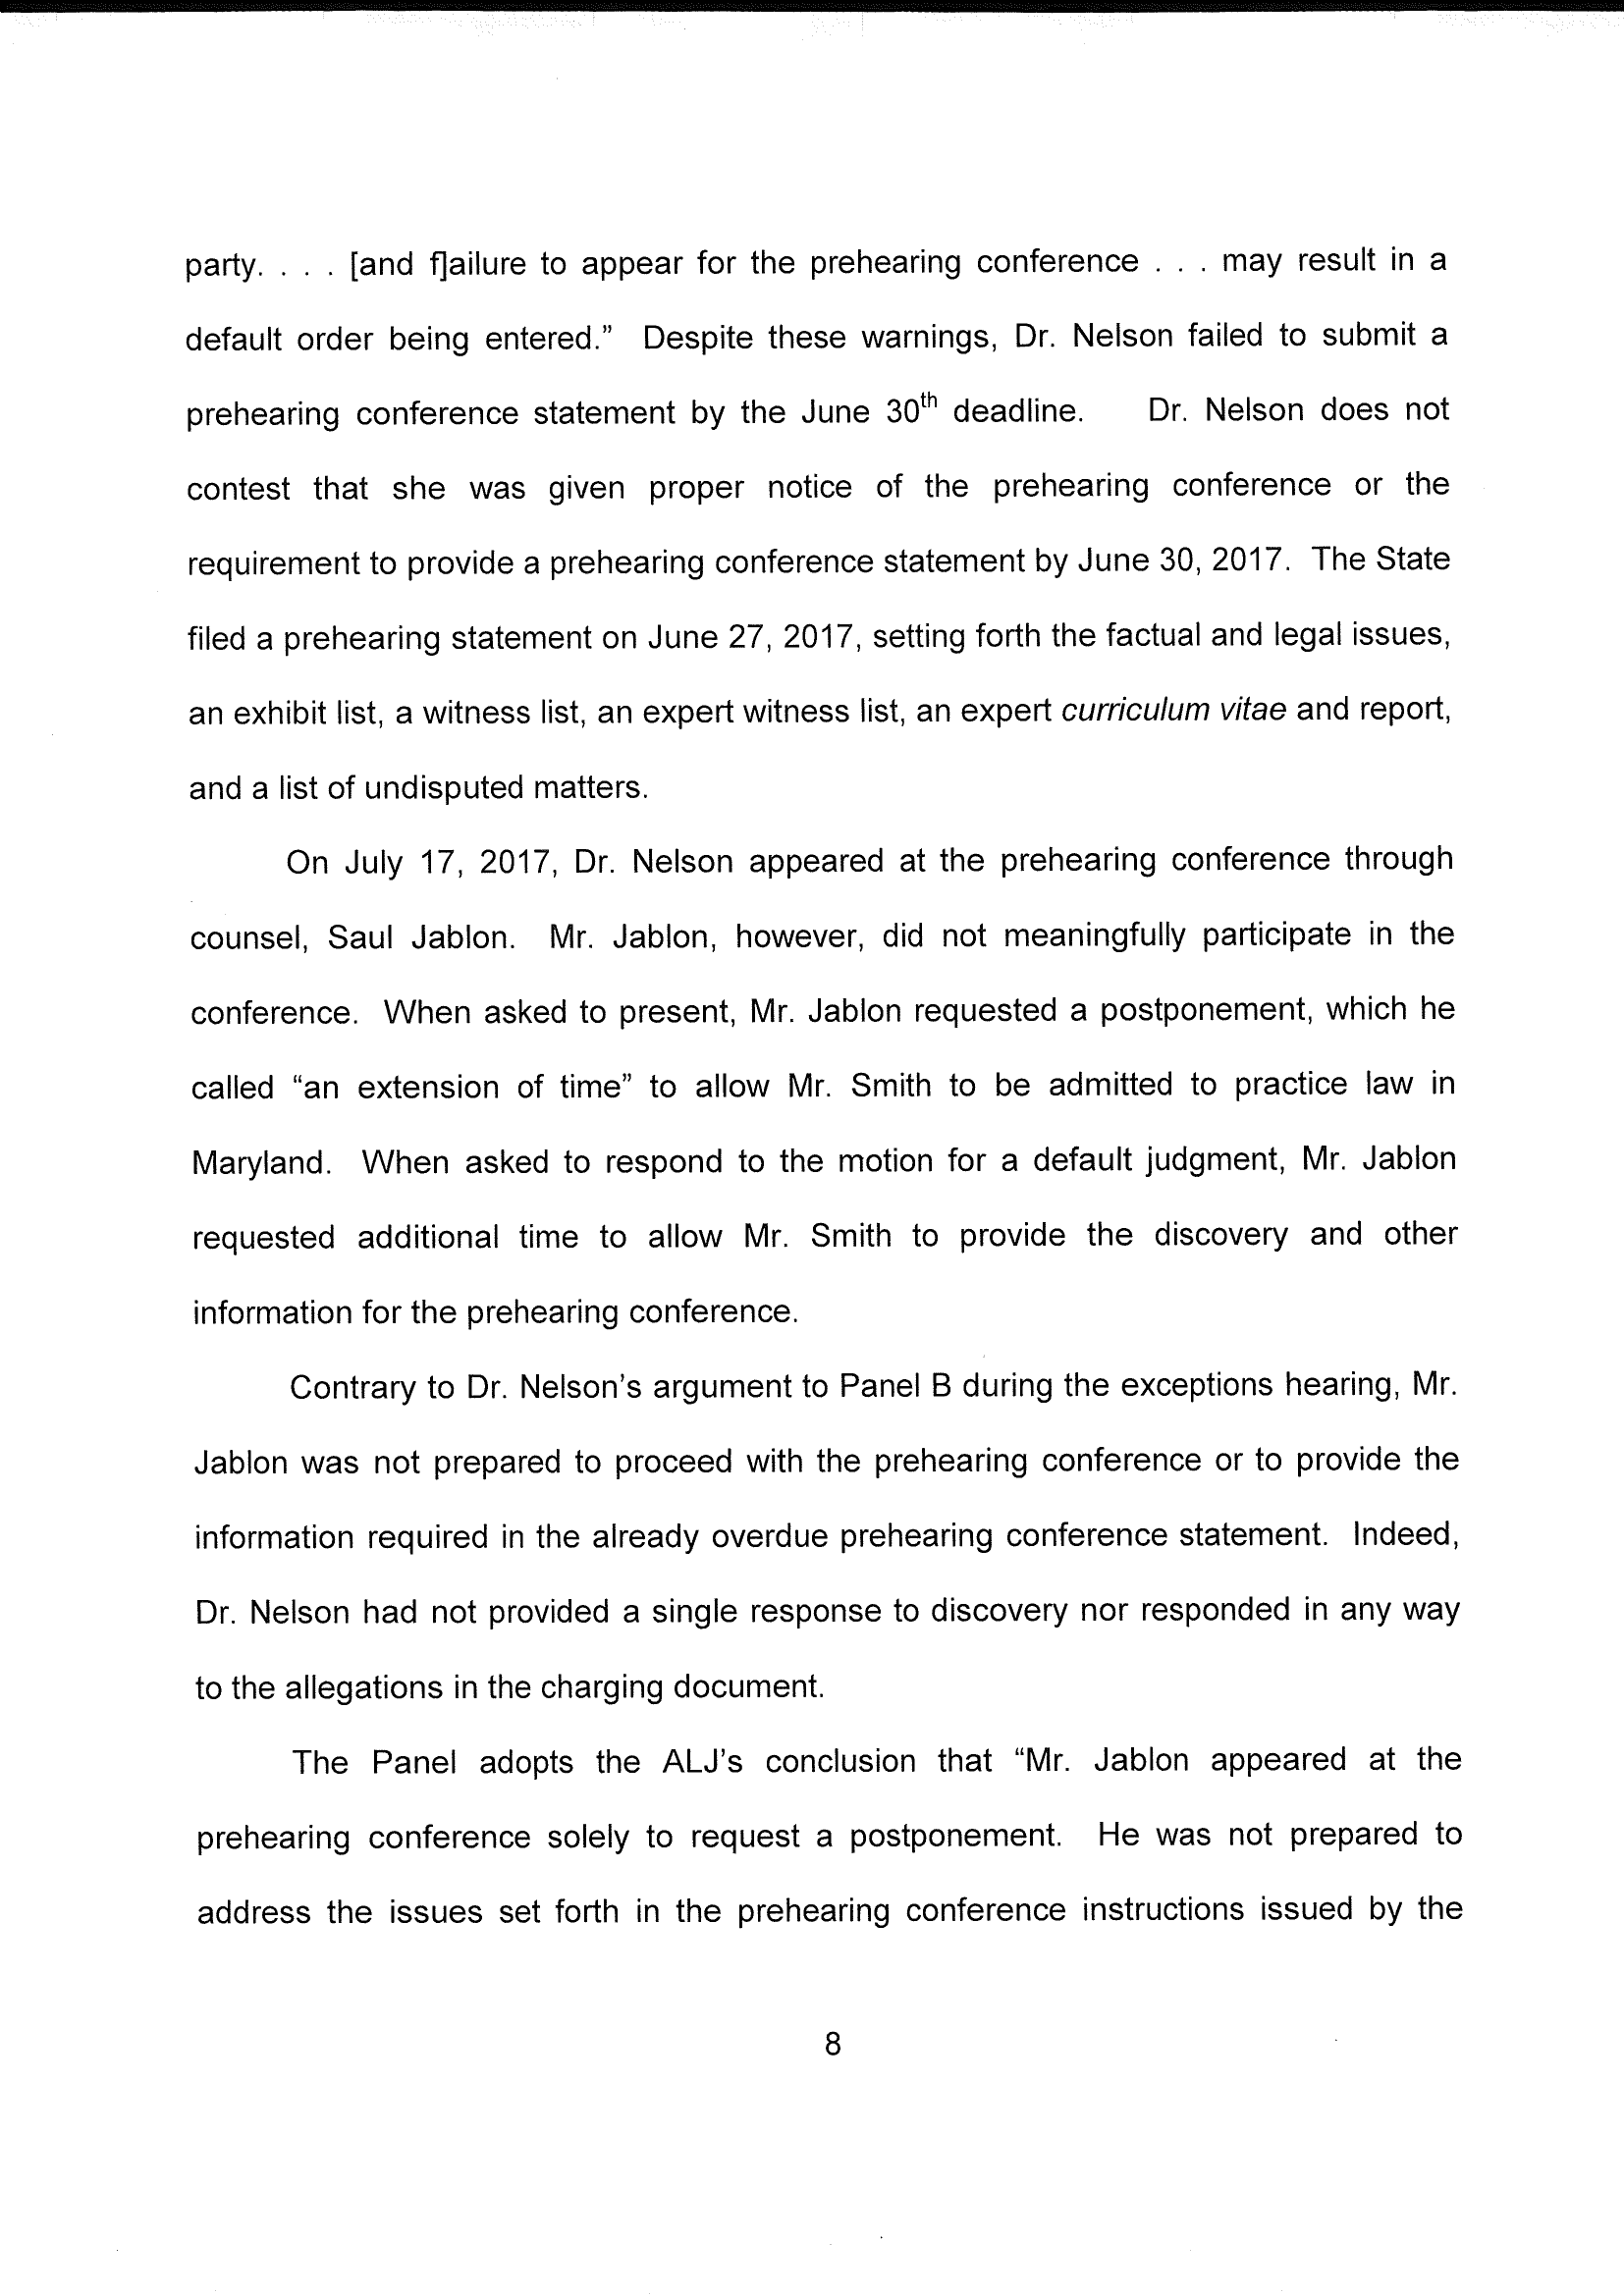 party. . . . [and f]ailure to appear for the prehearing conference . . . may result in a
default order being entered.” Despite these warnings, Dr. Nelson failed to submit a
prehearing conference statement by the June 30th deadline. Dr. Nelson does not
contest that she was given proper notice of the prehearing conference or the
requirement to provide a prehearing conference statement by June 30, 2017. The State
filed a prehearing statement on June 27, 2017, setting forth the factual and legal issues,
an exhibit list, a witness list, an expert witness list, an expert curriculum vitae and report,
and a list of undisputed matters.
On July 17, 2017, Dr. Nelson appeared at the prehearing conference through
counsel, Saul Jablon. Mr. Jablon, however, did not meaningfully participate in the
conference. When asked to present, Mr. Jablon requested a postponement, which he
called “an extension of time” to allow Mr. Smith to be admitted to practice law in
Maryland. When asked to respond to the motion for a default judgment, Mr. Jablon
requested additional time to allow Mr. Smith to provide the discovery and other
information for the prehearing conference.
Contrary to Dr. Nelson’s argument to Panel B during the exceptions hearing, Mr.
Jablon was not prepared to proceed with the prehearing conference or to provide the
information required in the already overdue prehearing conference statement. Indeed,
Dr. Nelson had not provided a single response to discovery nor responded in any way
to the allegations in the charging document.
The Panel adopts the ALJ’s conclusion that “Mr. Jablon appeared at the
prehearing conference solely to request a postponement. He was not prepared to
address the issues set forth in the prehearing conference instructions issued by the
8